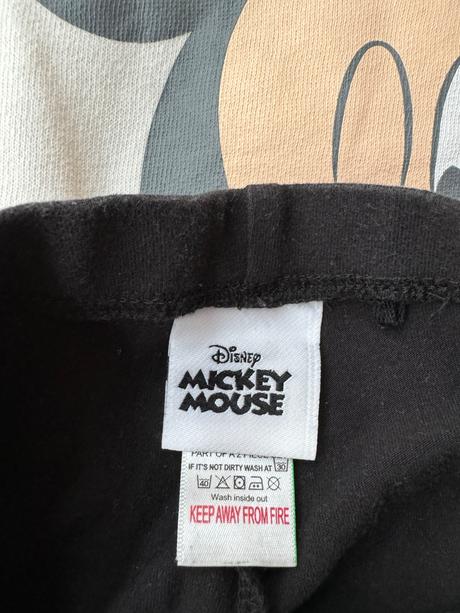 Disney
MICKEY
MOUSE
PART OF A 2 PIECE
IF IT'S NOT DIRTY WASH AT 30
40
Wash inside out
KEEP AWAY FROM FIRE